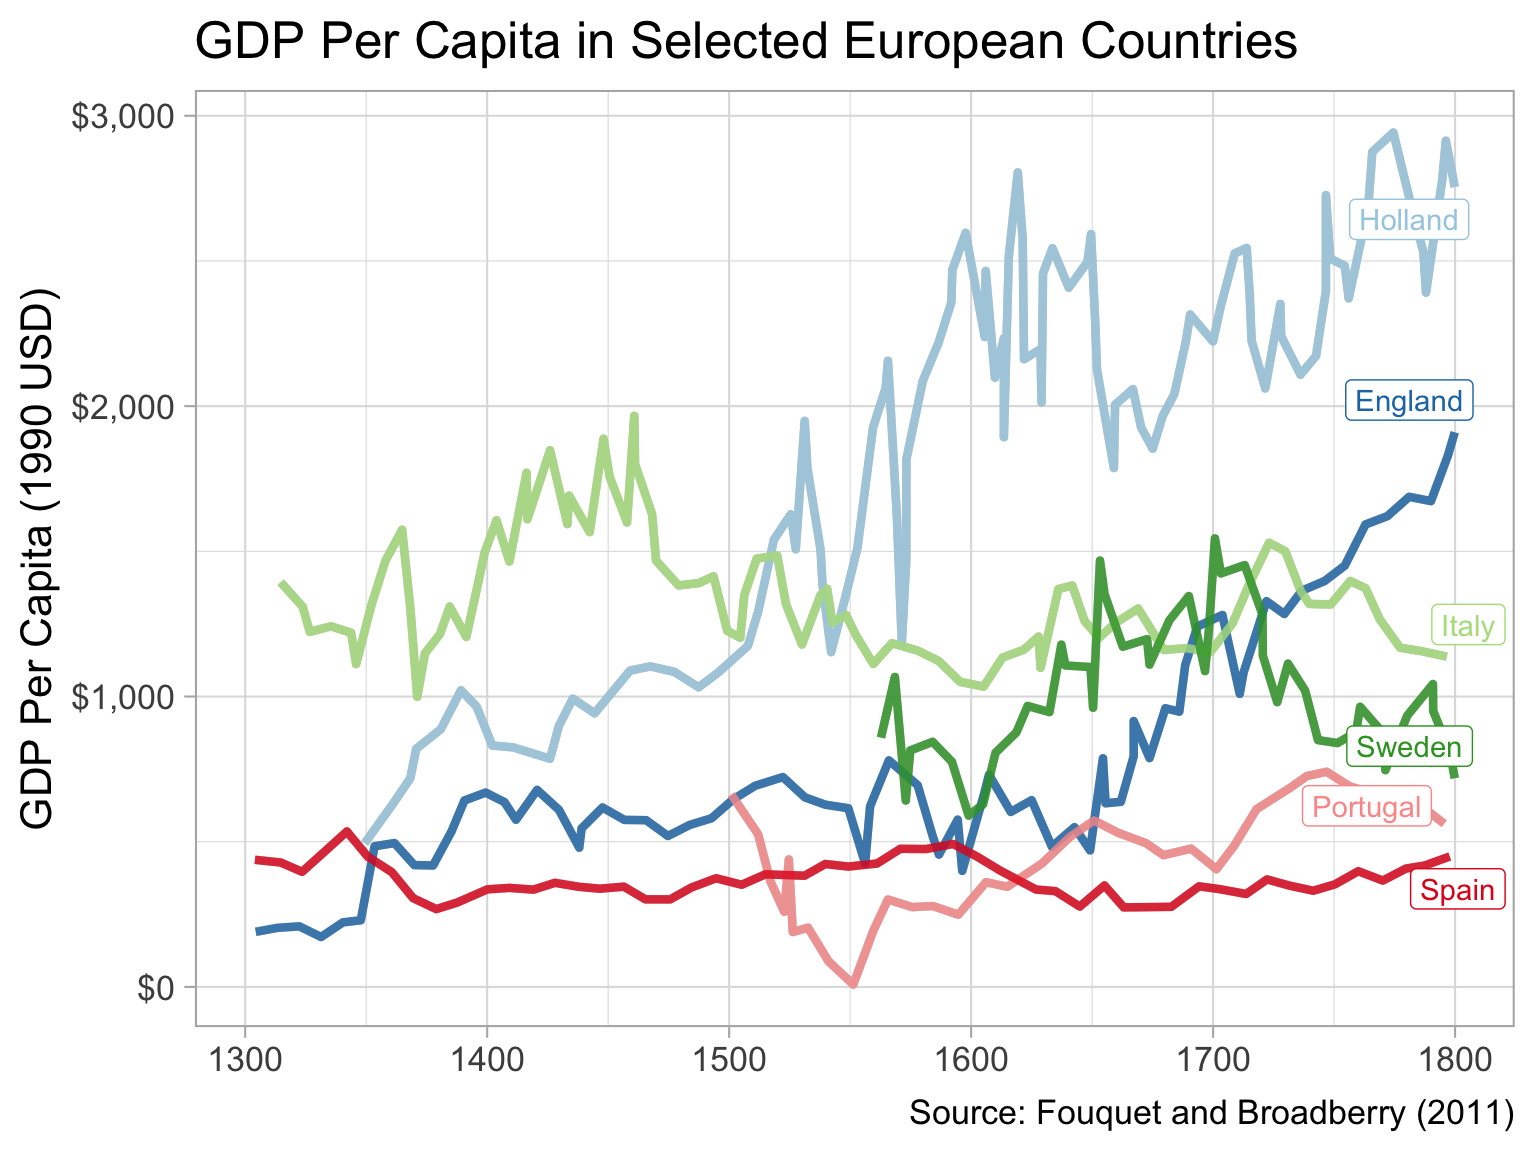 GDP Per Capita in Selected European Countries
GDP Per Capita (1990 USD)
$3,000
$2,000
$1,000
$0
Holland
England
Italy
Sweden
Portugal
Spain
1300 1400 1500 1600 1700 1800
Source: Fouquet and Broadberry (2011)